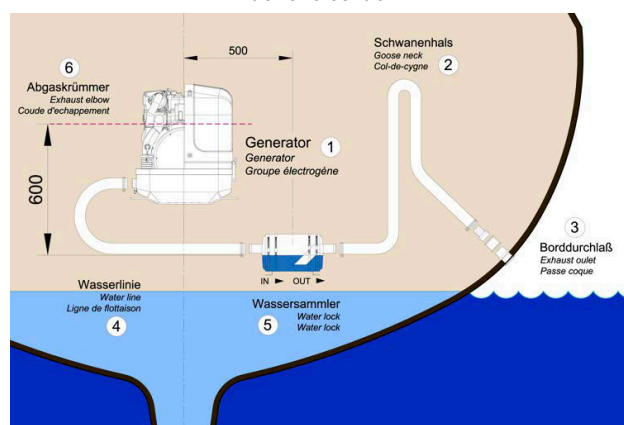 500
6
Abgaskrümmer
Exhaust elbow
Coude d'echappement
Schwanenhals
Goose neck
Col-de-cygne
2
Generator
Generator
Groupe électrogène
1
600
3
Borddurchlaß
Exhaust oulet
Passe coque
IN
OUT
Wasserlinie
Water line
Ligne de flottaison
4
Wassersammler
Water lock
Water lock
5